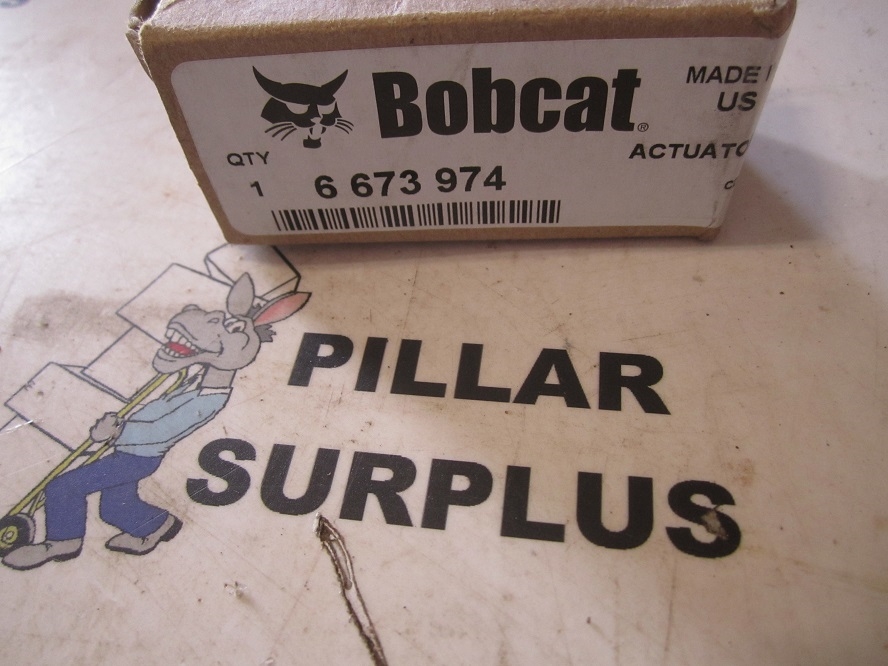 Bobcat®
MADE
US
QTY
ACTUATO
1 6 673 974
PILLAR
SURPLUS